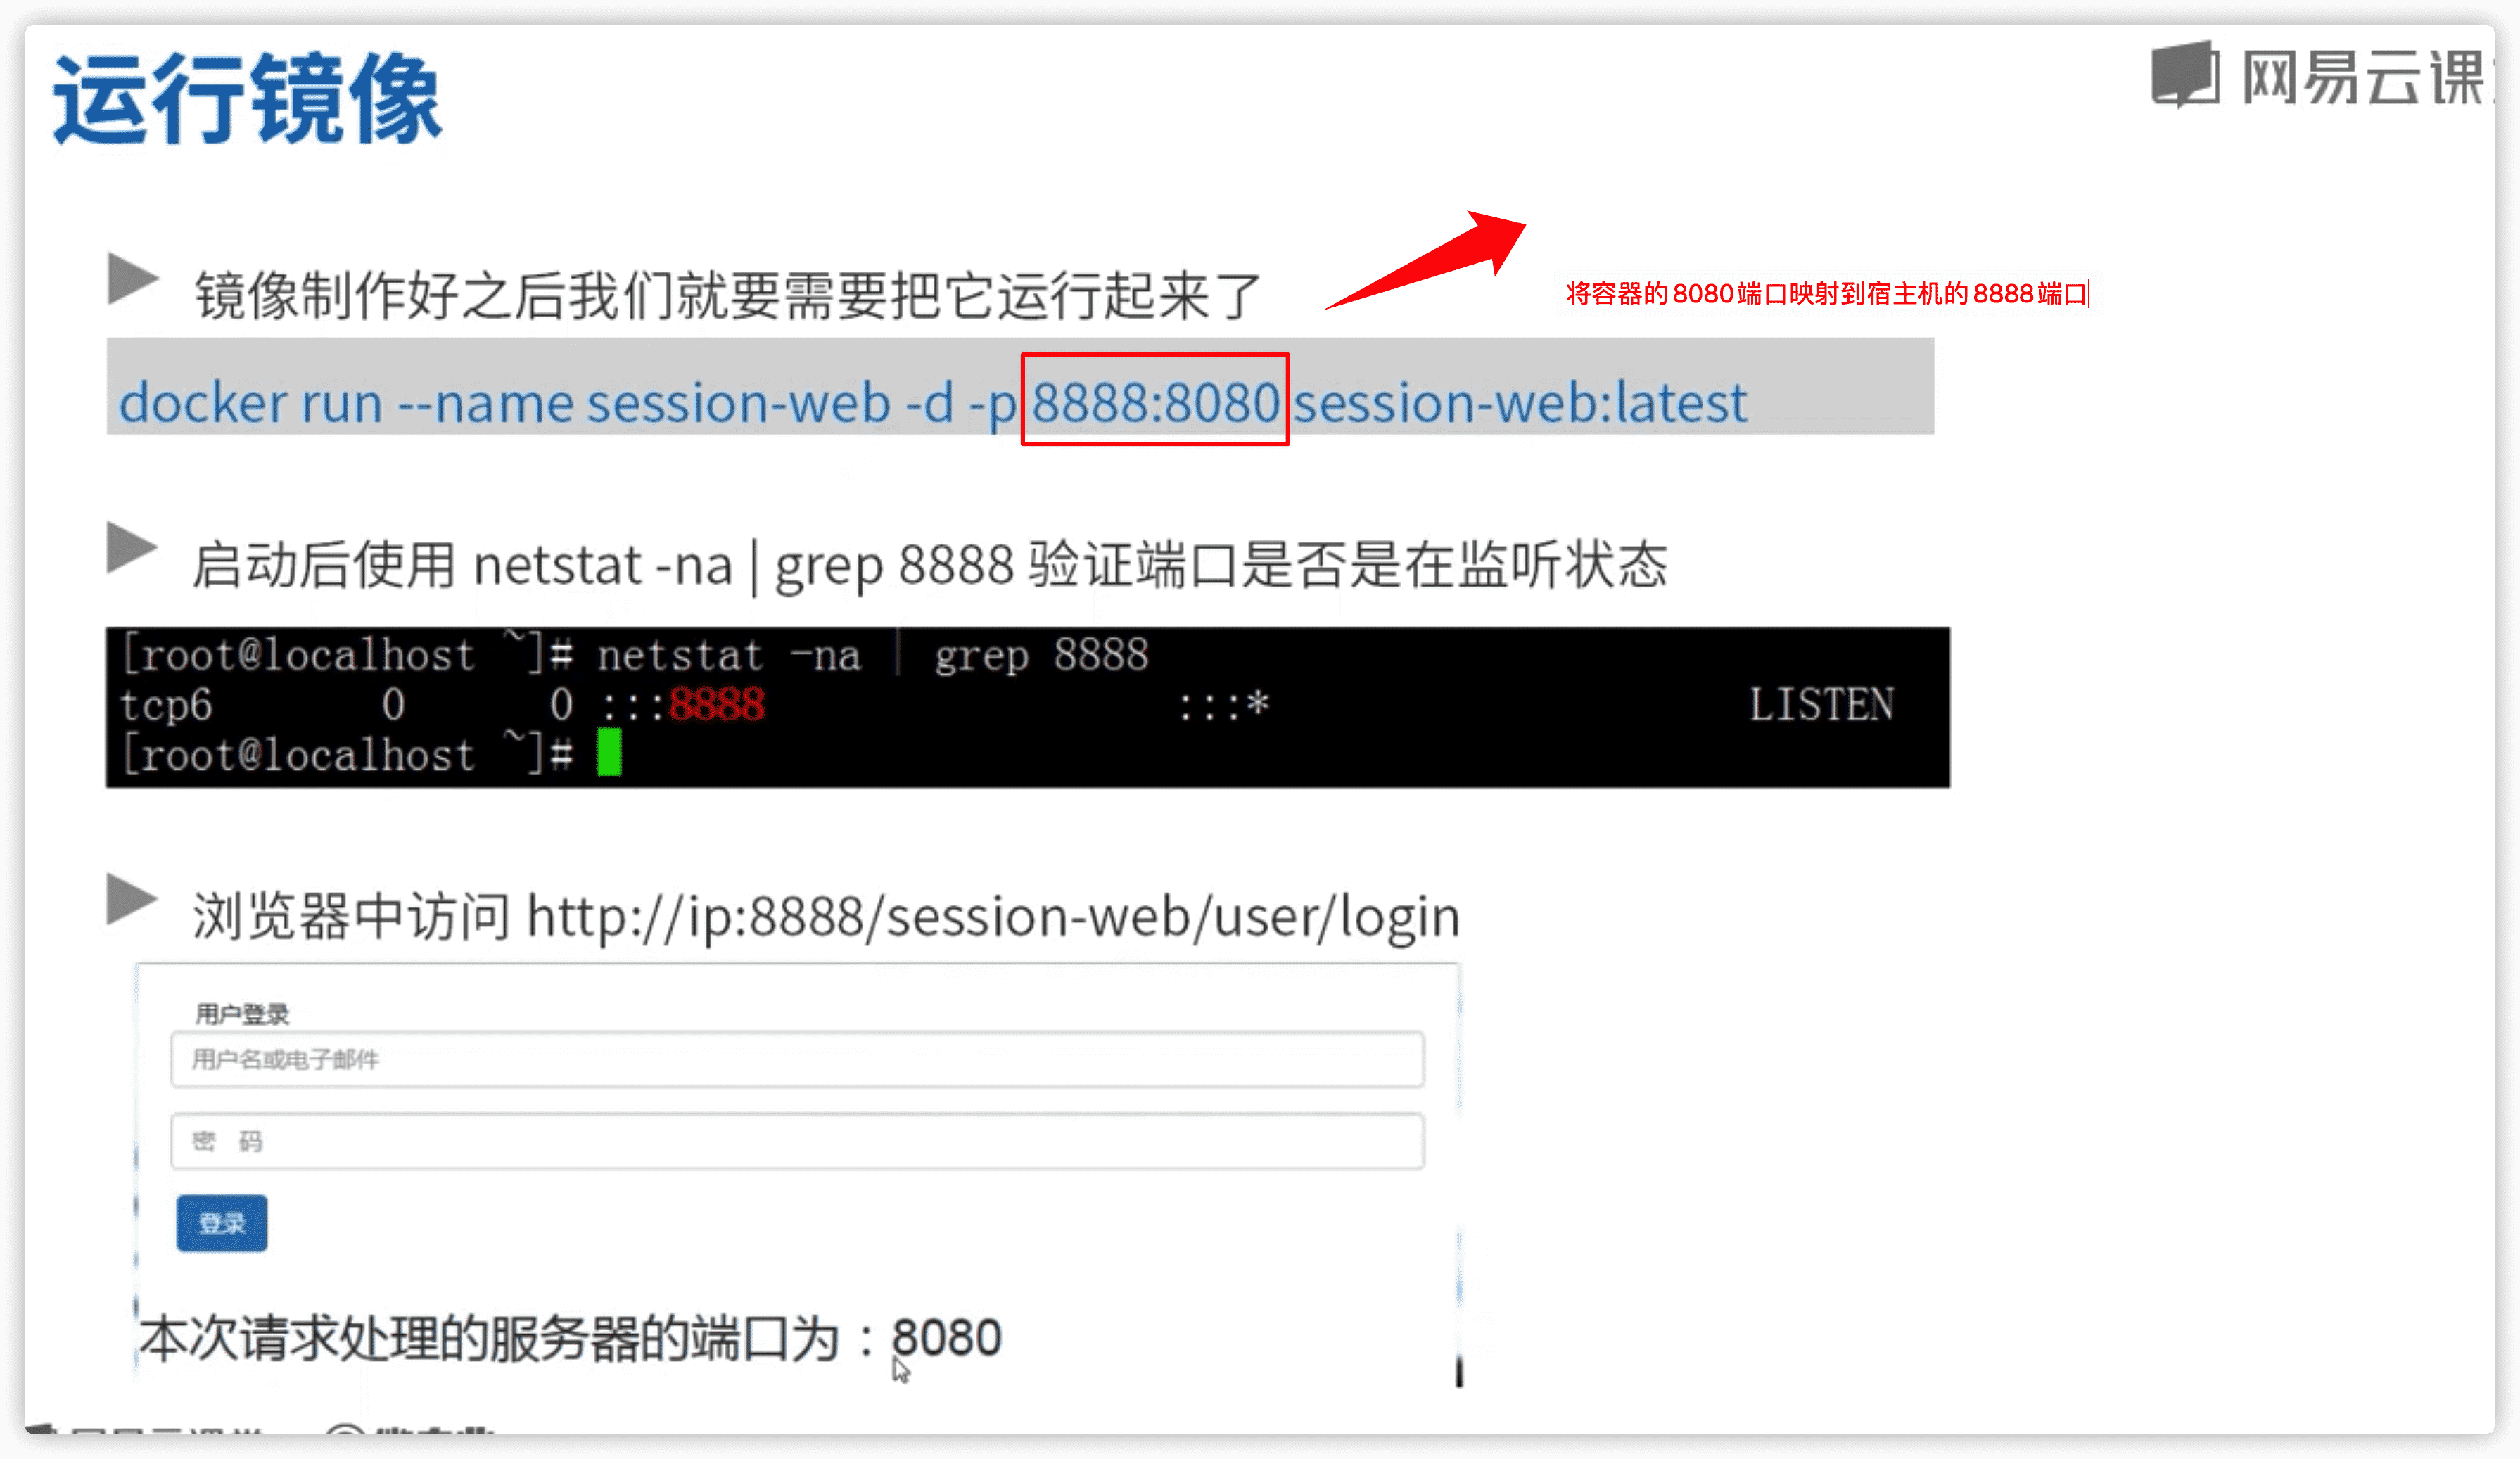 运行镜像
网易云课
镜像制作好之后我们就要需要把它运行起来了
将容器的8080端口映射到宿主机的8888端口
docker run --name session-web -d -p 8888:8080 session-web:latest
启动后使用 netstat -na | grep 8888 验证端口是否是在监听状态
[root@localhost ~]# netstat -na | grep 8888
tcp6 0 0 :::8888 :::* LISTEN
[root@localhost ~]#
浏览器中访问 http://ip:8888/session-web/user/login
用户登录
用户名或电子邮件
密 码
登录
本次请求处理的服务器的端口为：8080